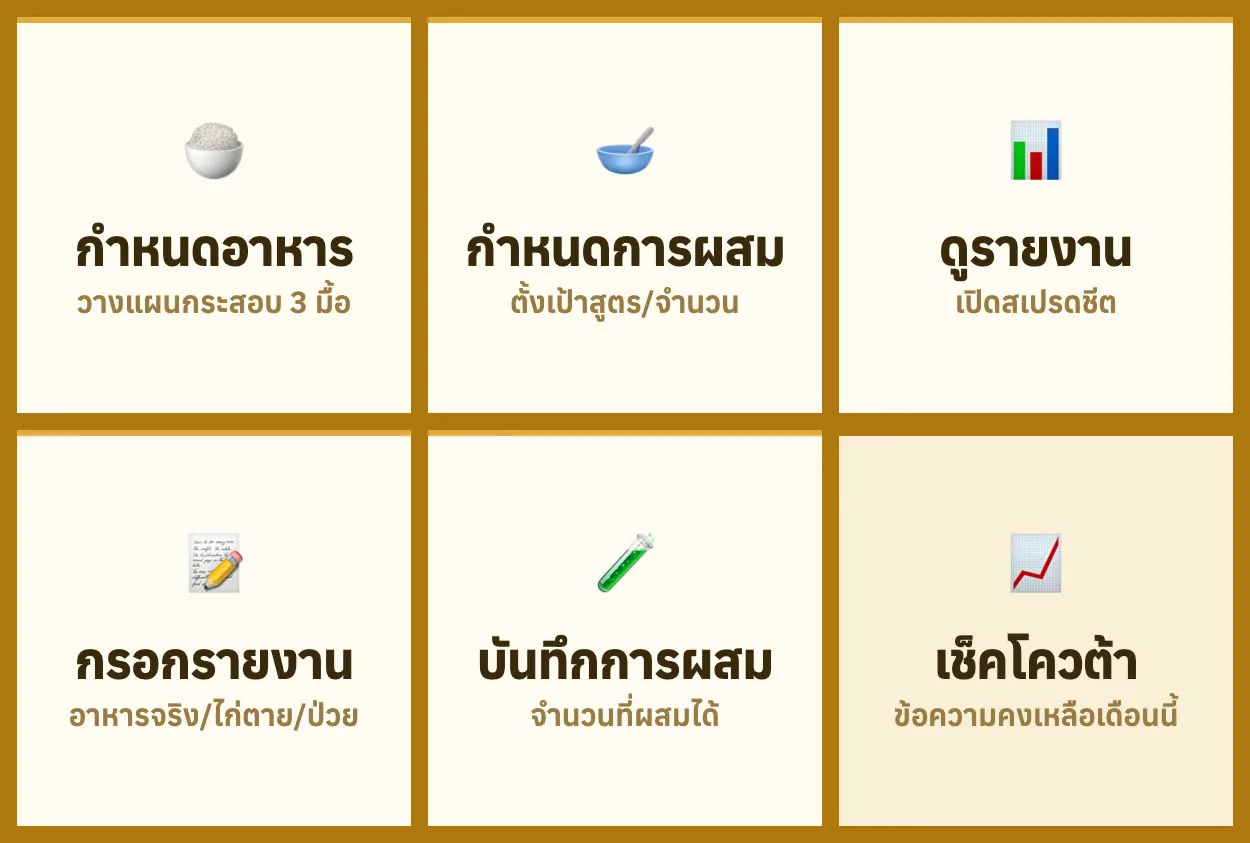 กำหนดอาหาร
วางแผนกระสอบ 3 มื้อ
กำหนดการผสม
ตั้งเป้าสูตร/จำนวน
ดูรายงาน
เปิดสเปรดชีต
กรอกรายงาน
อาหารจริง/ไก่ตาย/ป่วย
บันทึกการผสม
จำนวนที่ผสมได้
เช็คโควต้า
ข้อความคงเหลือเดือนนี้